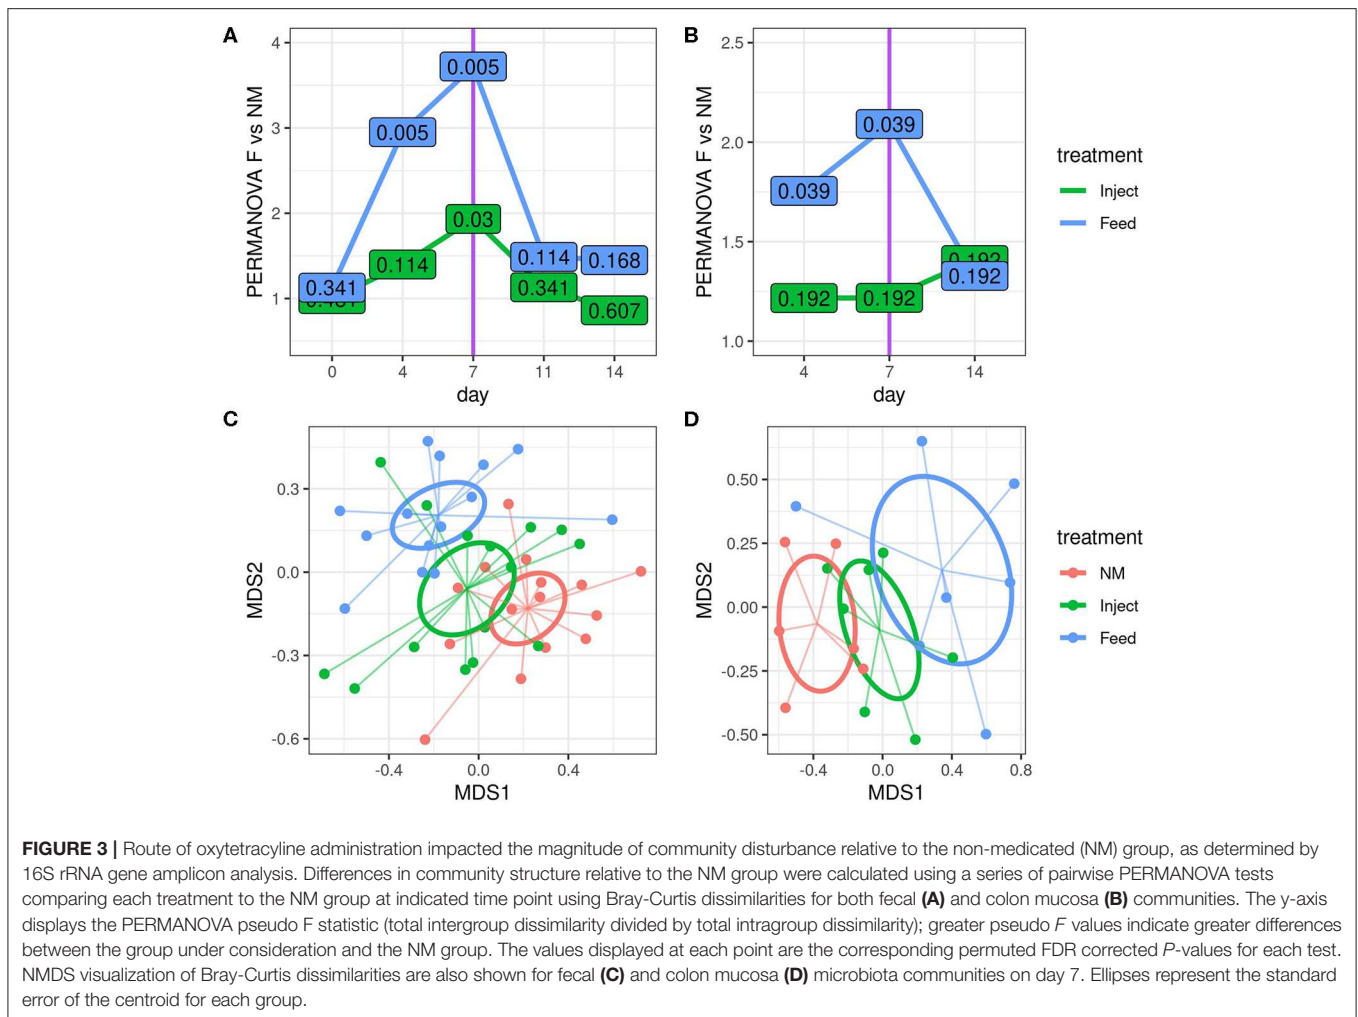 A
4
3
2
1
PERMANOVA F vs NM
0.005
0.005
0.03
0.114
0.341
0.114
0.168
0.341
0.607
0
4
7
11
14
day
B
2.5
2.0
1.5
1.0
PERMANOVA F vs NM
0.039
0.039
0.192
0.192
0.192
0.192
4
7
14
day
treatment
Inject
Feed
C
0.3
0.0
-0.3
-0.6
MDS2
-0.4
0.0
0.4
MDS1
D
0.50
0.25
0.00
-0.25
-0.50
MDS2
-0.4
0.0
0.4
0.8
MDS1
treatment
NM
Inject
Feed
FIGURE 3 | Route of oxytetracyline administration impacted the magnitude of community disturbance relative to the non-medicated (NM) group, as determined by
16S rRNA gene amplicon analysis. Differences in community structure relative to the NM group were calculated using a series of pairwise PERMANOVA tests
comparing each treatment to the NM group at indicated time point using Bray-Curtis dissimilarities for both fecal (A) and colon mucosa (B) communities. The y-axis
displays the PERMANOVA pseudo F statistic (total intergroup dissimilarity divided by total intragroup dissimilarity); greater pseudo F values indicate greater differences
between the group under consideration and the NM group. The values displayed at each point are the corresponding permuted FDR corrected P-values for each test.
NMDS visualization of Bray-Curtis dissimilarities are also shown for fecal (C) and colon mucosa (D) microbiota communities on day 7. Ellipses represent the standard
error of the centroid for each group.